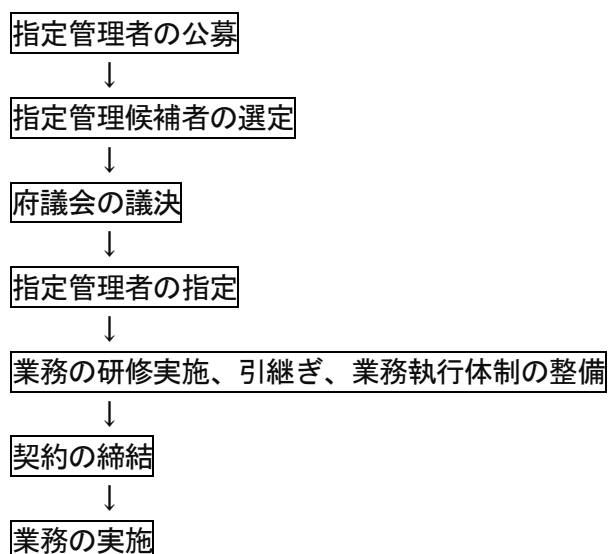 指定管理者の公募
↓
指定管理候補者の選定
↓
府議会の議決
↓
指定管理者の指定
↓
業務の研修実施、引継ぎ、業務執行体制の整備
↓
契約の締結
↓
業務の実施